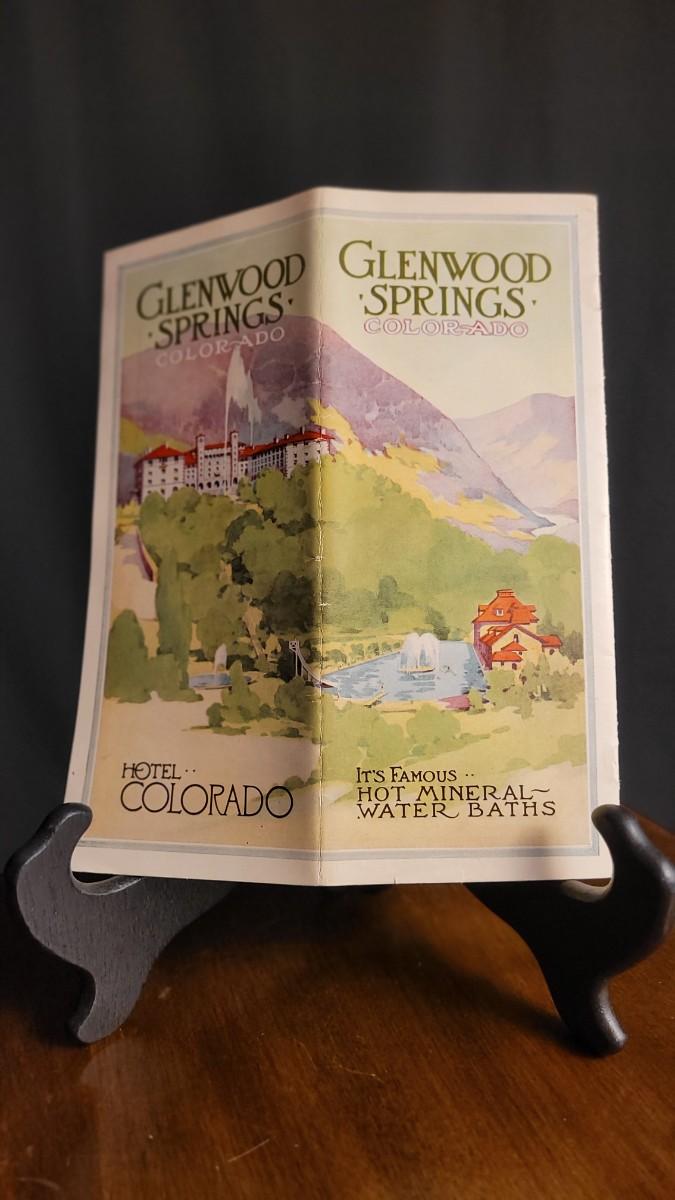 GLENWOOD
·SPRINGS·
COLORADO
HOTEL··
COLORADO
GLENWOOD
·SPRINGS·
COLORADO
IT'S FAMOUS··
HOT MINERAL~
WATER BATHS